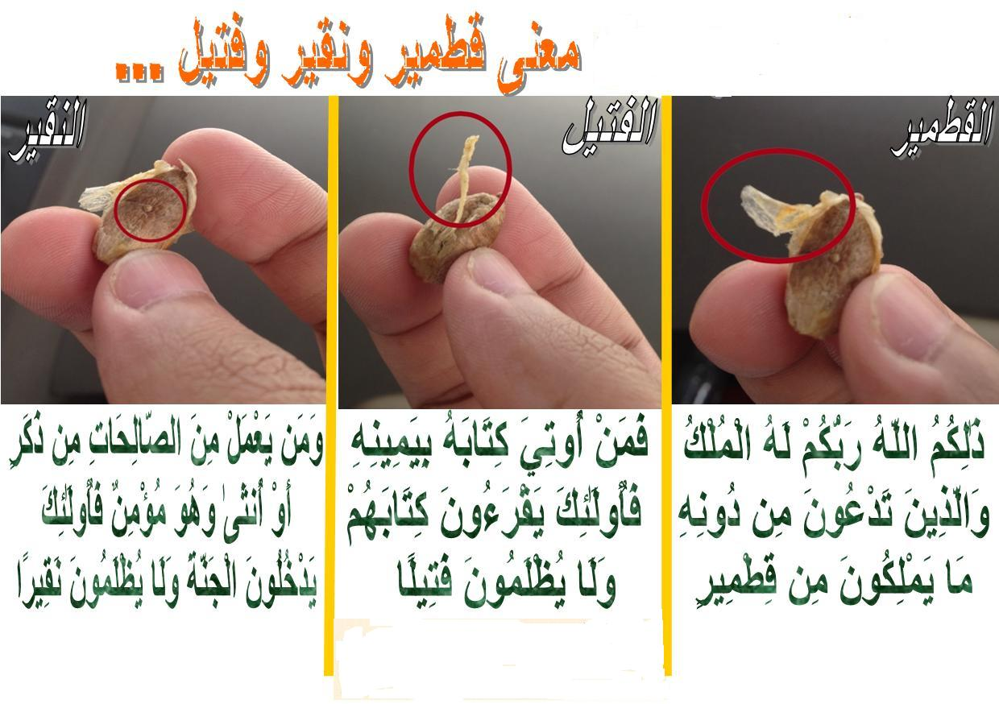 معنى قطمير ونقير وفتيل ...
القطمير
ذَلِكُمُ اللَّهُ رَبُّكُمْ لَهُ الْمُلْكُ
وَالَّذِينَ تَدْعُونَ مِن دُونِهِ
مَا يَمْلِكُونَ مِن قِطْمِيرٍ
الفتيل
فَمَنْ أُوتِيَ كِتَابَهُ بِيَمِينِهِ
فَأُولَٰئِكَ يَقْرَءُونَ كِتَابَهُمْ
وَلَا يُظْلَمُونَ فَتِيلًا
النقير
وَمَن يَعْمَلْ مِنَ الصَّالِحَاتِ مِن ذَكَرٍ
أَوْ أُنثَىٰ وَهُوَ مُؤْمِنٌ فَأُولَٰئِكَ
يَدْخُلُونَ الْجَنَّةَ وَلَا يُظْلَمُونَ نَقِيرًا